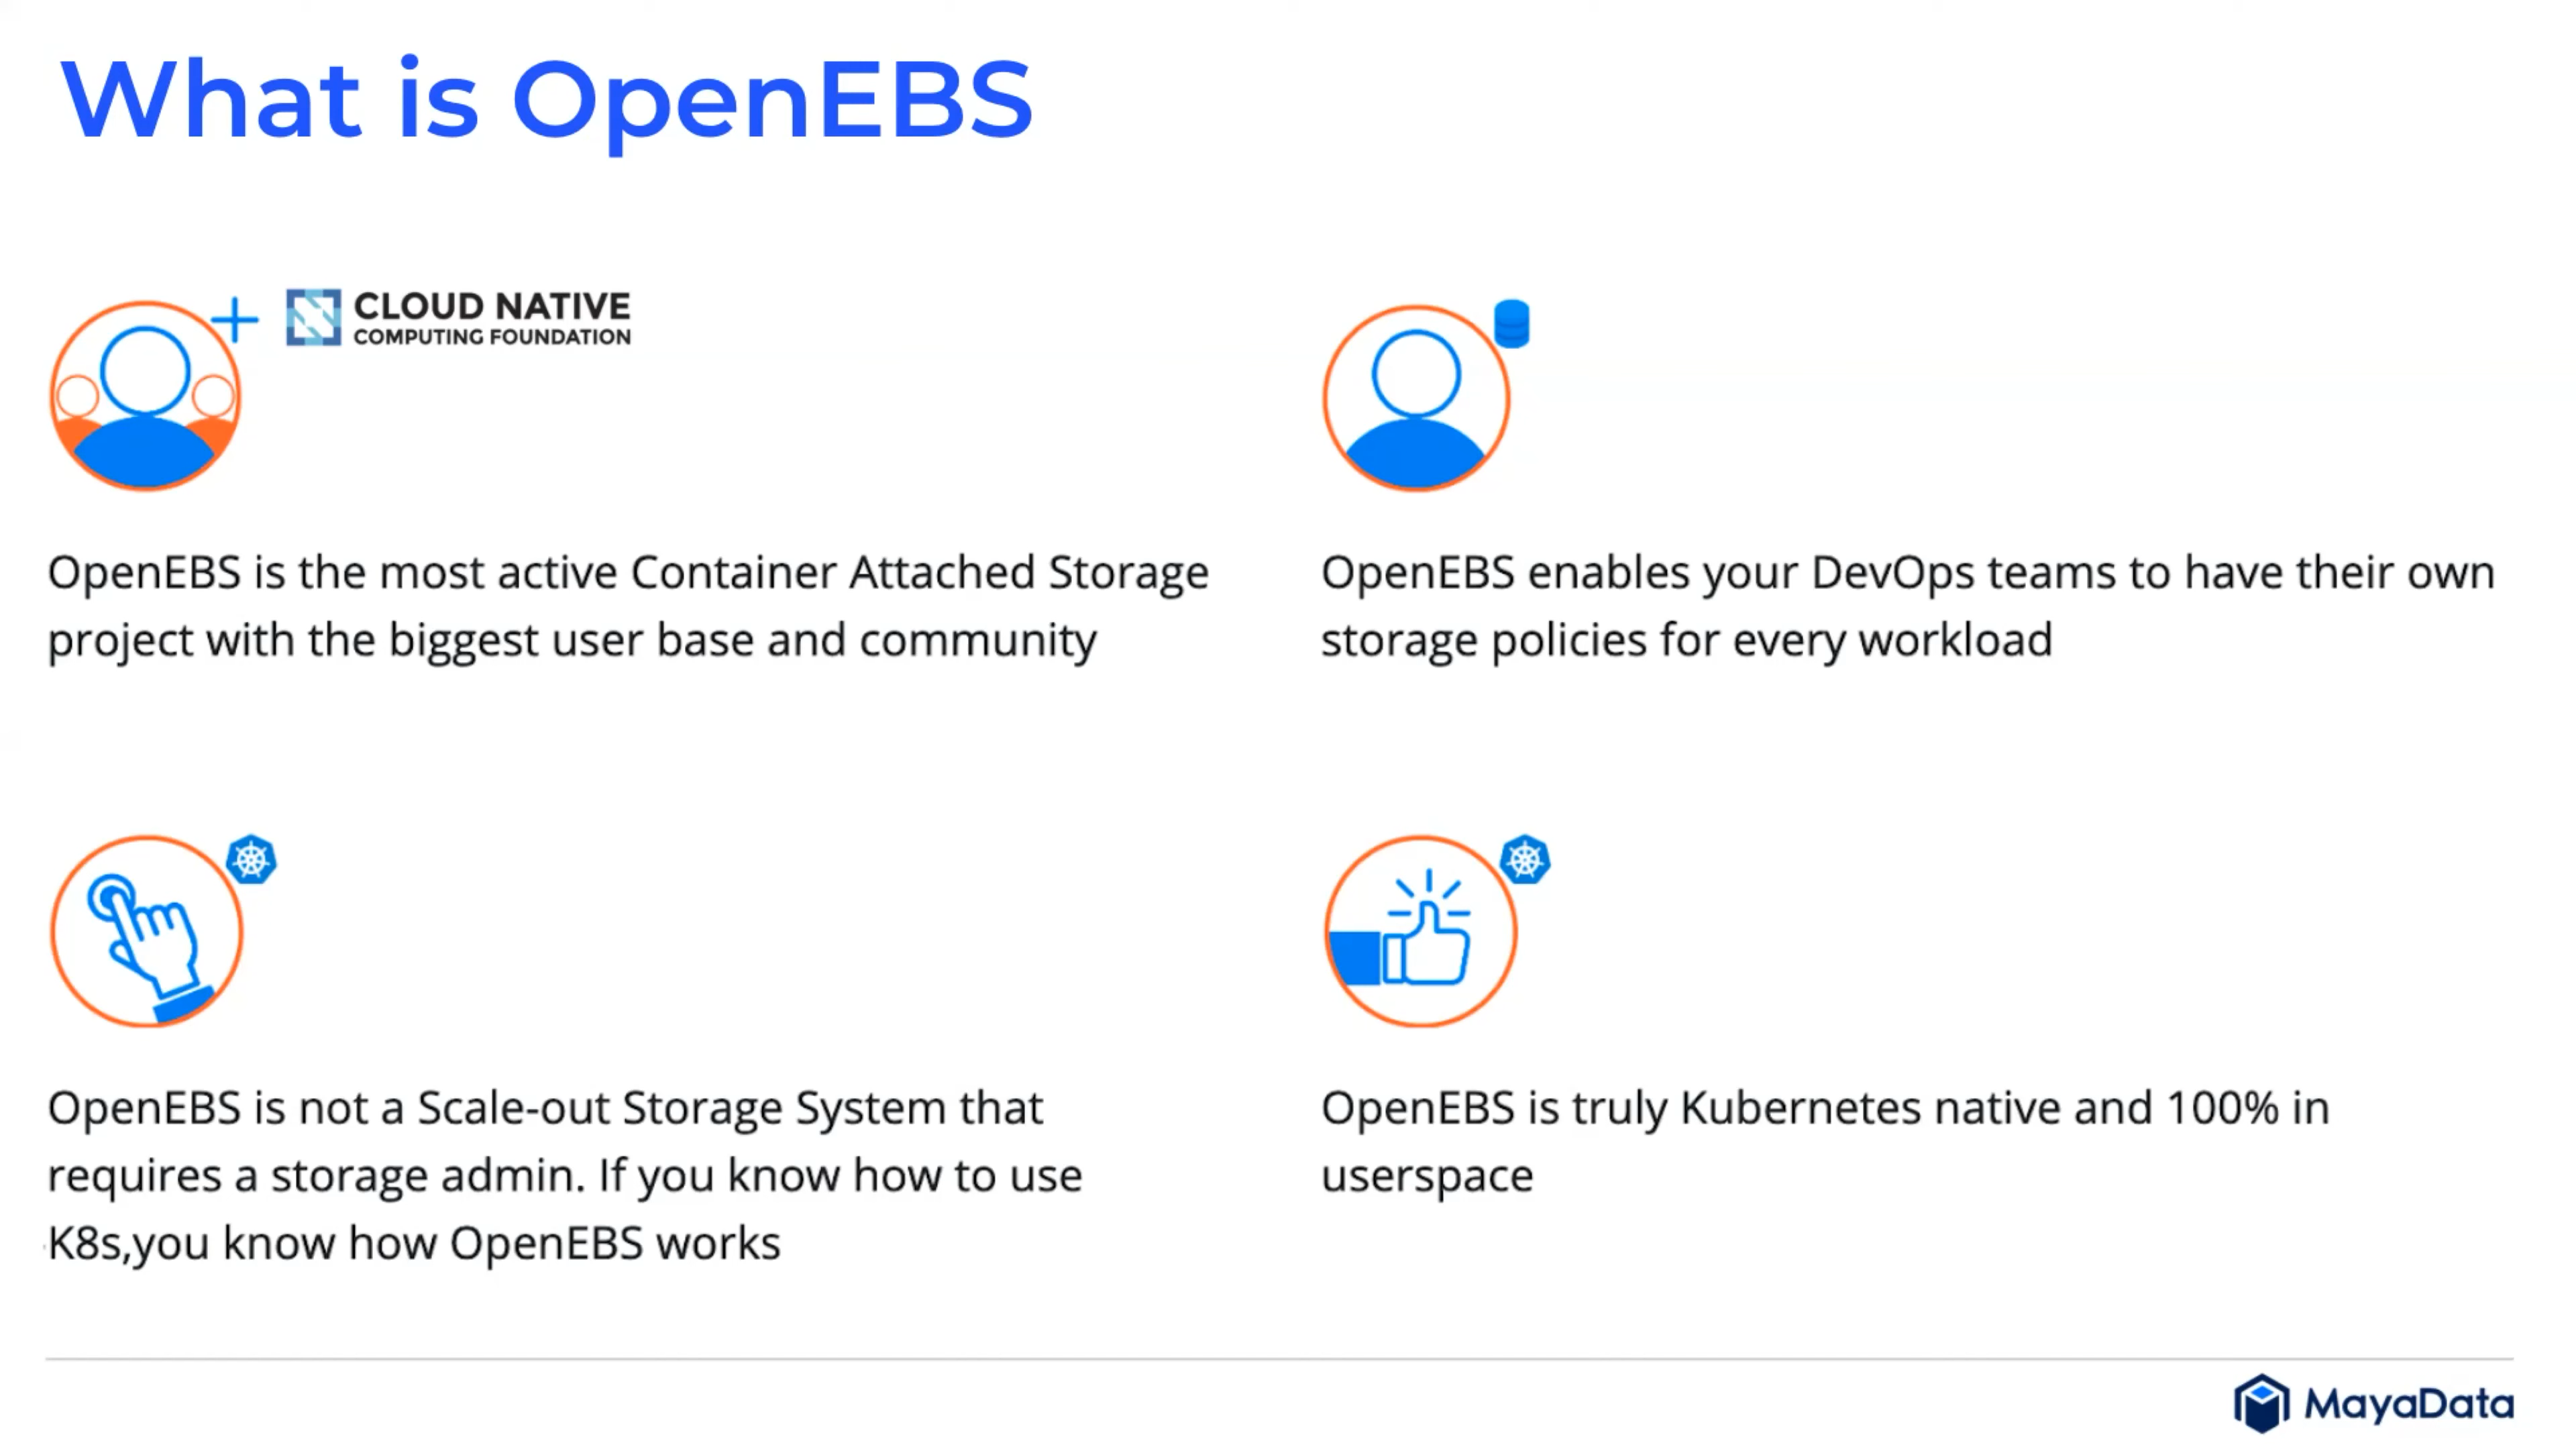 What is OpenEBS
CLOUD NATIVE
COMPUTING FOUNDATION
OpenEBS is the most active Container Attached Storage
project with the biggest user base and community
OpenEBS enables your DevOps teams to have their own
storage policies for every workload
OpenEBS is not a Scale-out Storage System that
requires a storage admin. If you know how to use
K8s,you know how OpenEBS works
OpenEBS is truly Kubernetes native and 100% in
userspace
MayaData